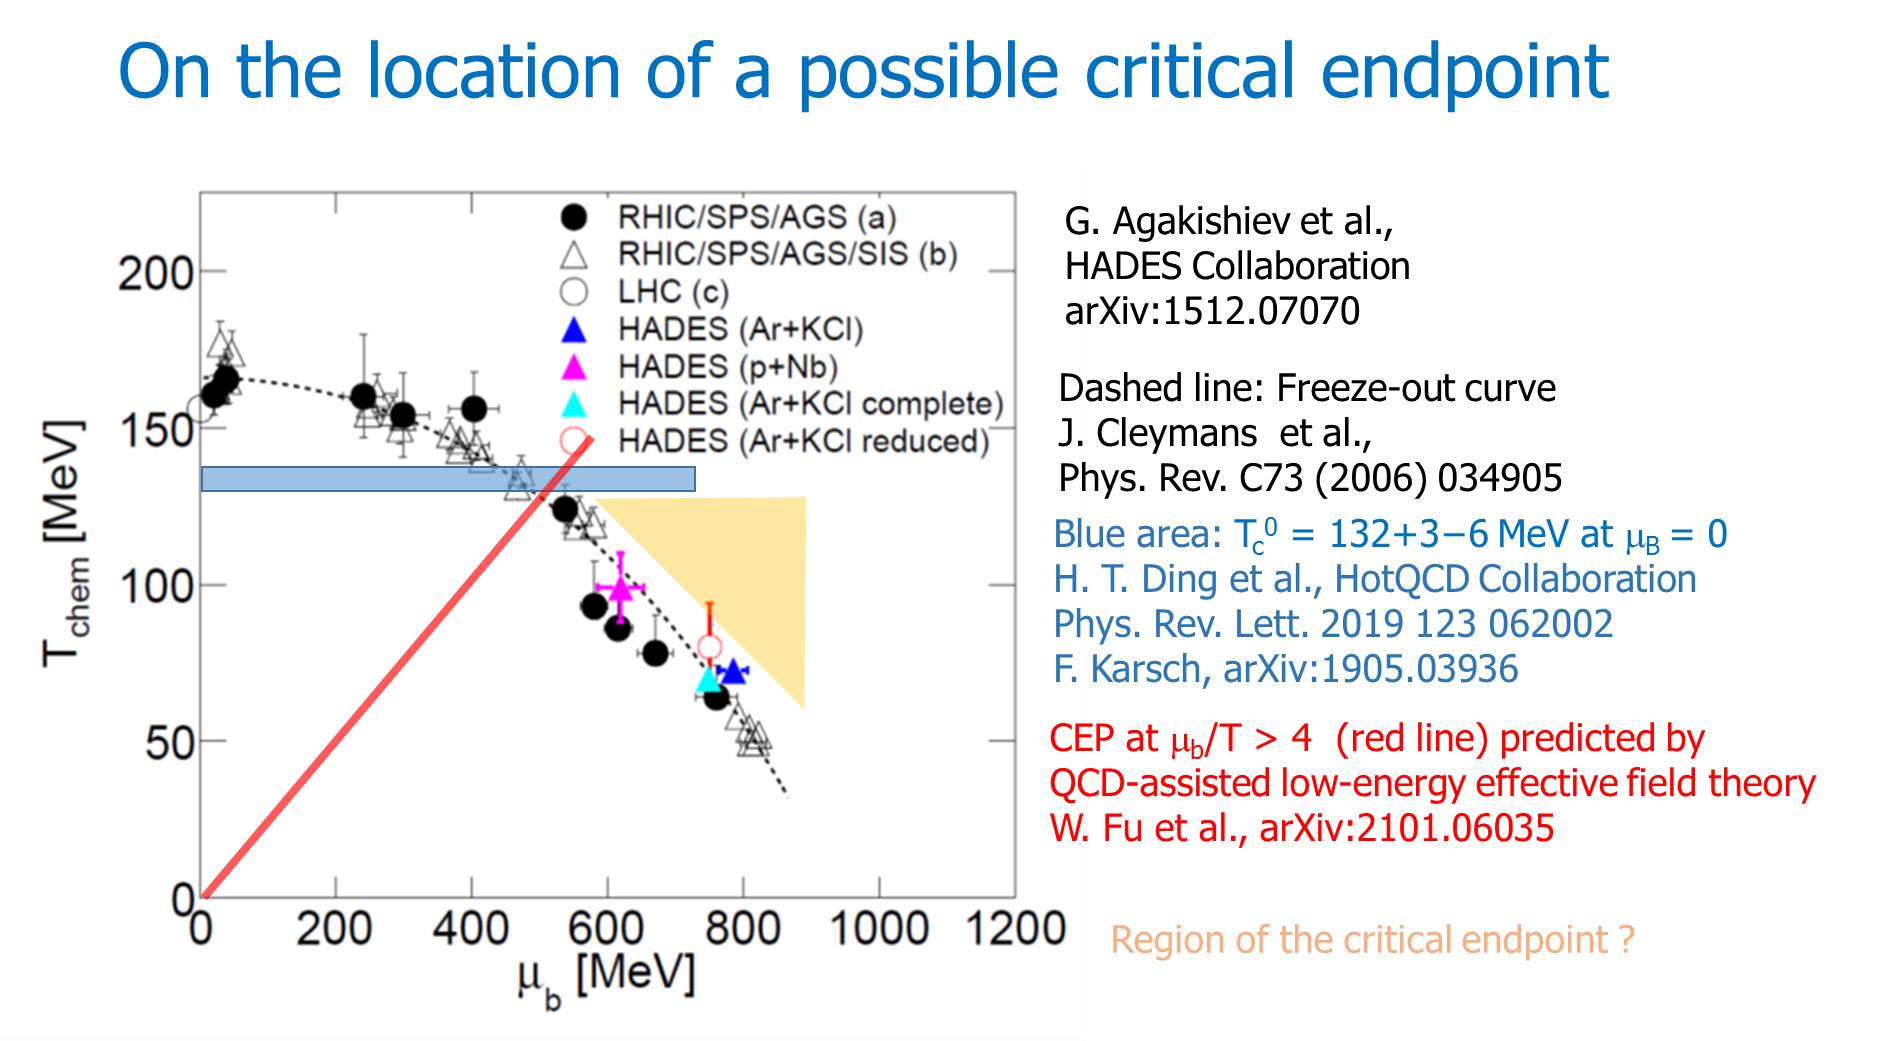 On the location of a possible critical endpoint
RHIC/SPS/AGS (a)
RHIC/SPS/AGS/SIS (b)
LHC (c)
HADES (Ar+KCl)
HADES (p+Nb)
HADES (Ar+KCl complete)
HADES (Ar+KCl reduced)
200
150
100
50
0
T_chem [MeV]
0 200 400 600 800 1000 1200
μ_b [MeV]
G. Agakishiev et al.,
HADES Collaboration
arXiv:1512.07070
Dashed line: Freeze-out curve
J. Cleymans et al.,
Phys. Rev. C73 (2006) 034905
Blue area: T_c^0 = 132+3−6 MeV at μ_B = 0
H. T. Ding et al., HotQCD Collaboration
Phys. Rev. Lett. 2019 123 062002
F. Karsch, arXiv:1905.03936
CEP at μ_b/T > 4 (red line) predicted by
QCD-assisted low-energy effective field theory
W. Fu et al., arXiv:2101.06035
Region of the critical endpoint ?